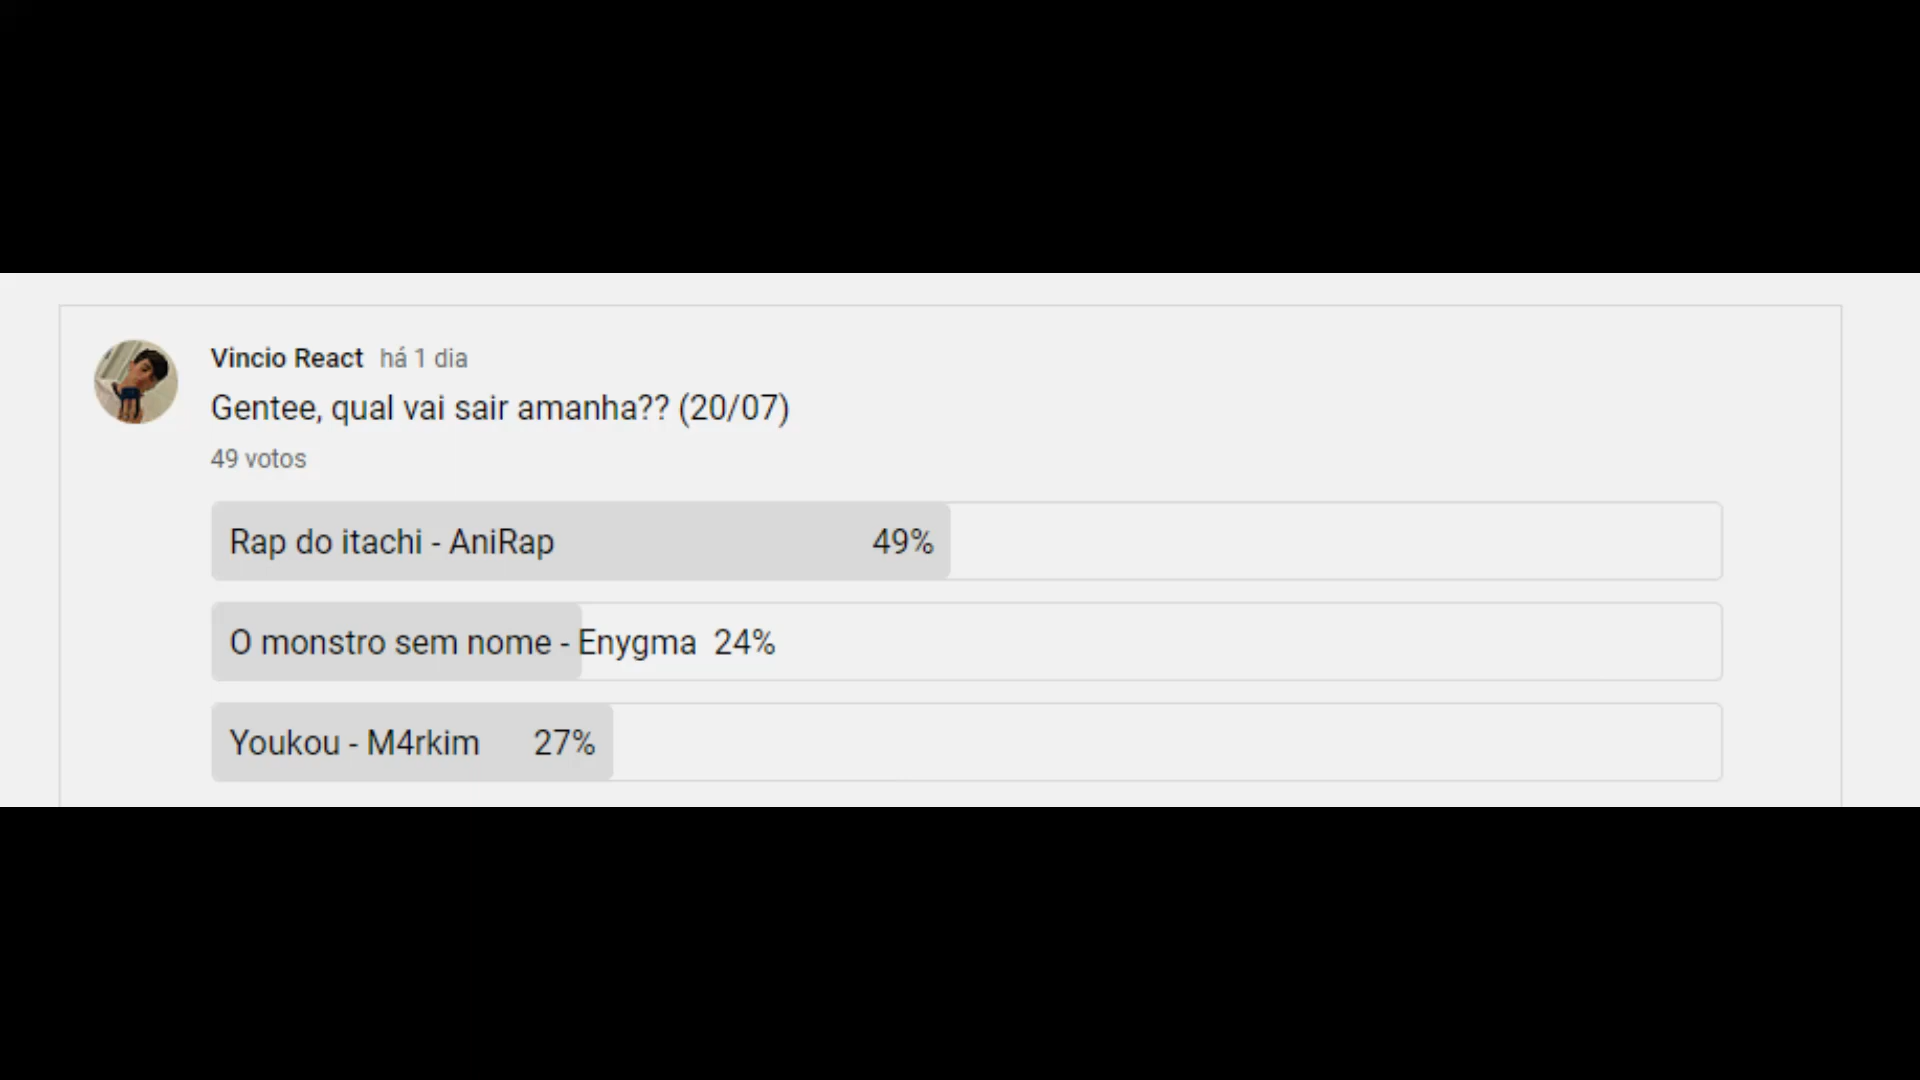 Vincio React há 1 dia
Gentee, qual vai sair amanha?? (20/07)
49 votos
Rap do itachi - AniRap 49%
O monstro sem nome - Enygma 24%
Youkou - M4rkim 27%